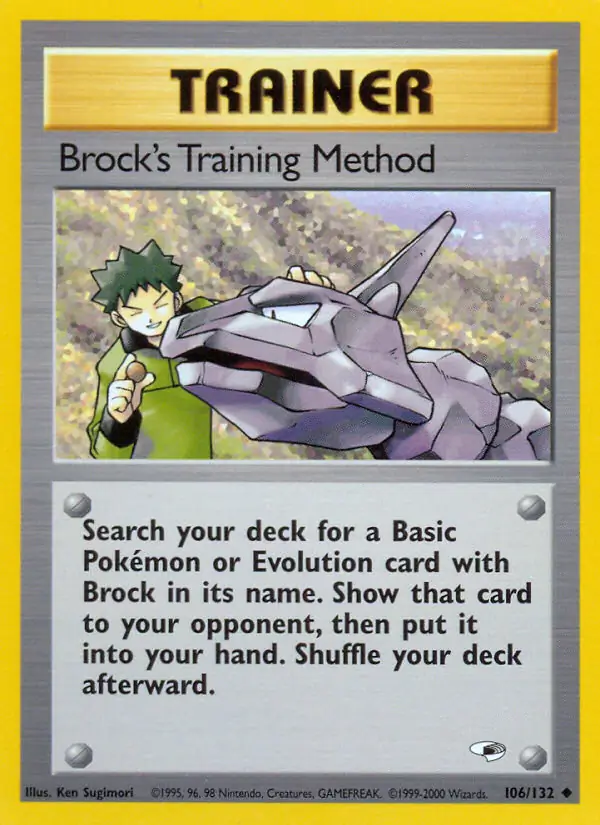 TRAINER
Brock's Training Method
Search your deck for a Basic
Pokémon or Evolution card with
Brock in its name. Show that card
to your opponent, then put it
into your hand. Shuffle your deck
afterward.
Illus. Ken Sugimori ©1995, 96, 98 Nintendo, Creatures, GAMEFREAK. ©1999-2000 Wizards. 106/132 ◆